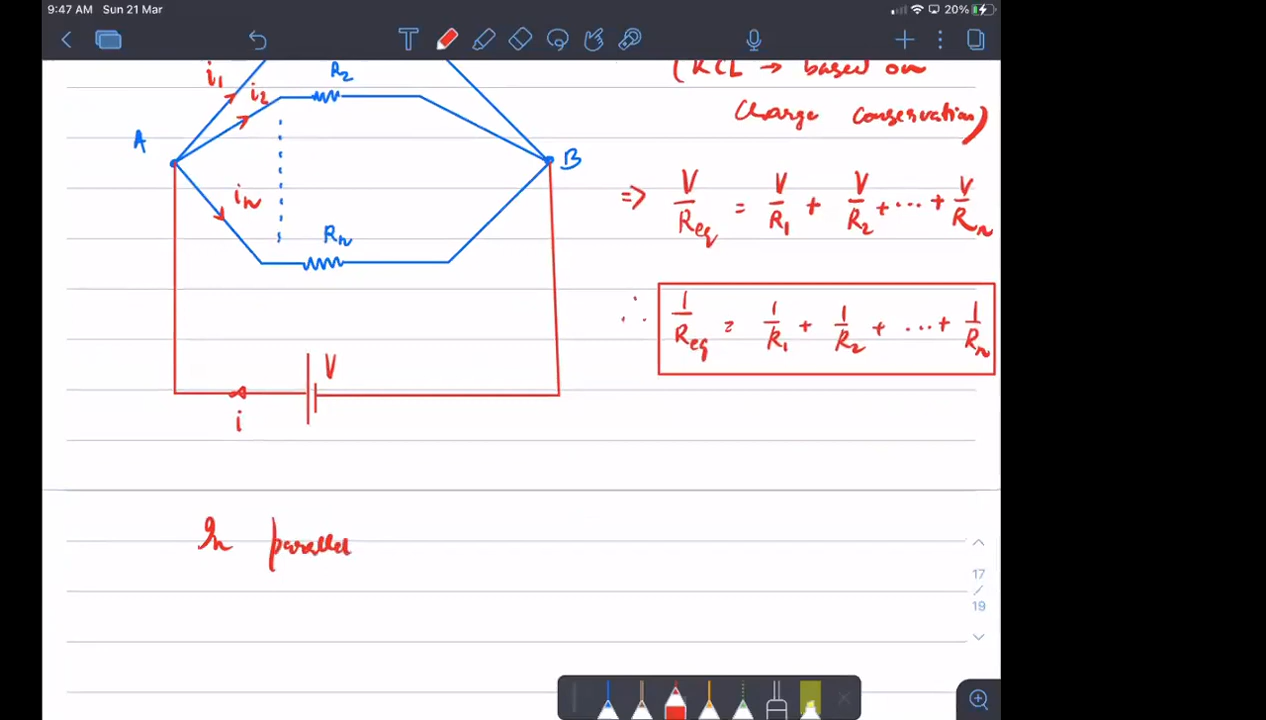 9:47 AM Sun 21 Mar
20%
T
i₁
i₂
R₂
A
B
iₙ
Rₙ
V
i
(KCL → based on
Charge conservation)
=> V/Req = V/R₁ + V/R₂ + ... + V/Rₙ
∴ 1/Req = 1/R₁ + 1/R₂ + ... + 1/Rₙ
In parallel
17
/
19